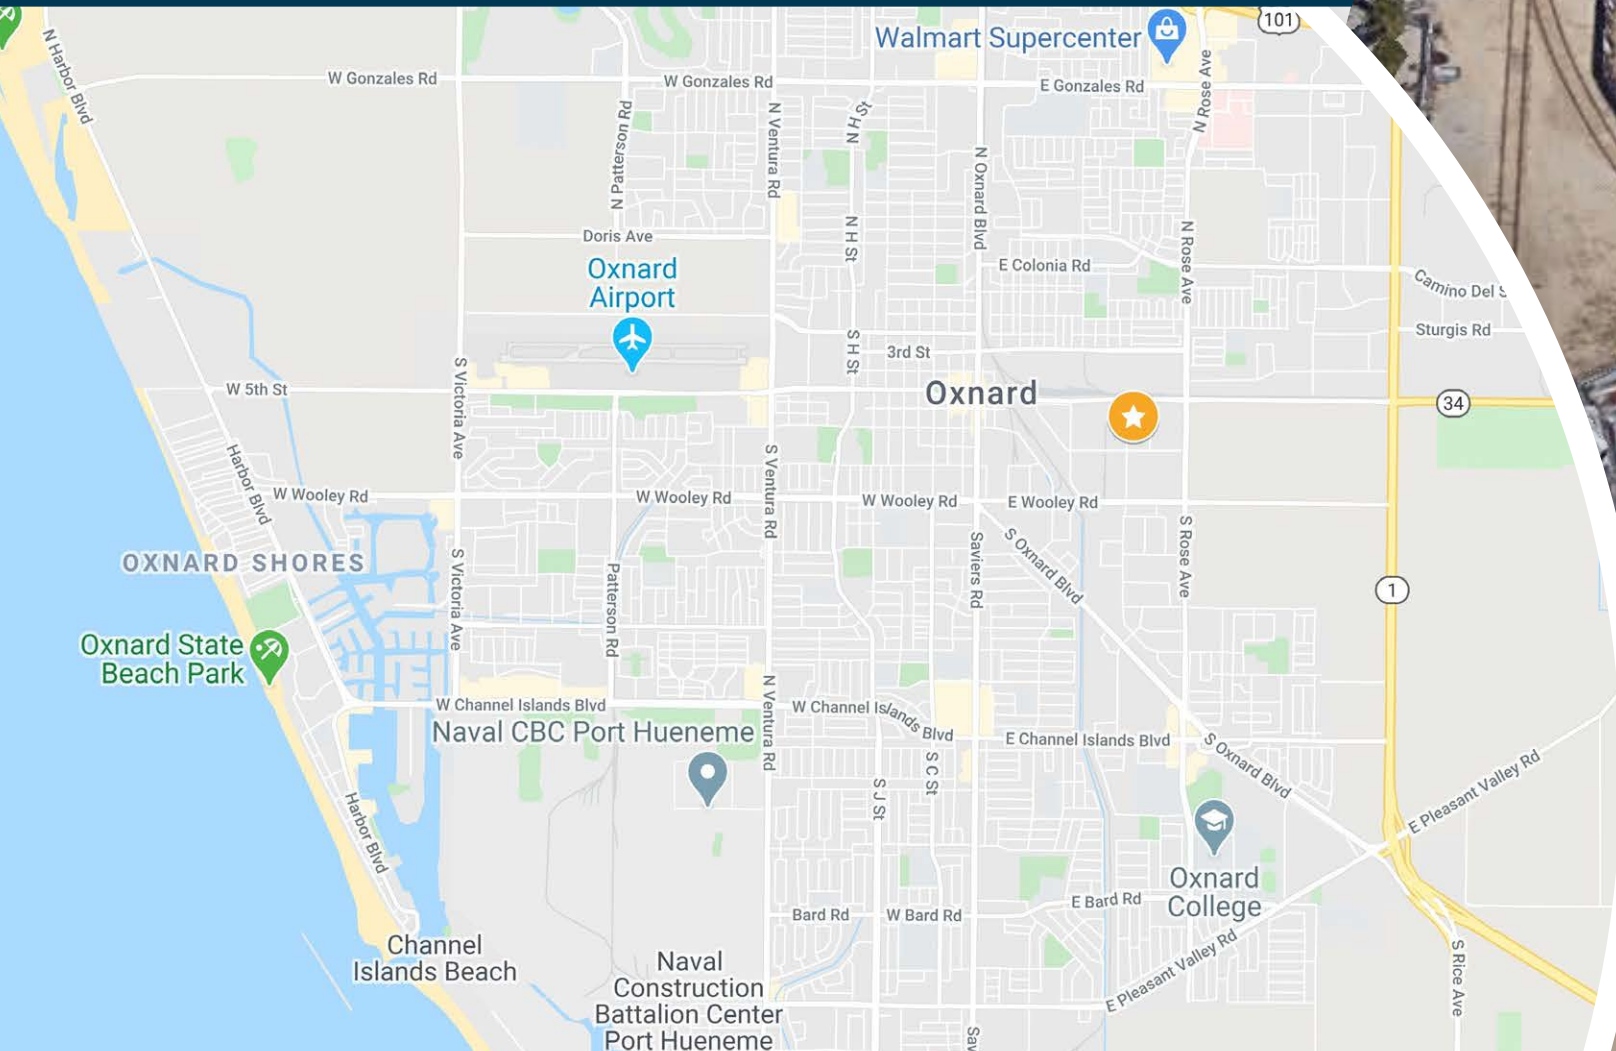 101
Walmart Supercenter
N Harbor Blvd
W Gonzales Rd
W Gonzales Rd
E Gonzales Rd
N Rose Ave
N Patterson Rd
N Ventura Rd
N H St
N Oxnard Blvd
Doris Ave
N H St
N Rose Ave
E Colonia Rd
Oxnard
Airport
Camino Del
Sturgis Rd
S H St
3rd St
S Victoria Ave
W 5th St
Oxnard
34
Harbor Blvd
S Ventura Rd
W Wooley Rd
W Wooley Rd
W Wooley Rd
E Wooley Rd
OXNARD SHORES
S Victoria Ave
Patterson Rd
Saviers Rd
S Oxnard Blvd
S Rose Ave
1
Oxnard State
Beach Park
W Channel Islands Blvd
N Ventura Rd
W Channel Islands Blvd
Naval CBC Port Hueneme
E Channel Islands Blvd
S Oxnard Blvd
S C St
S J St
E Pleasant Valley Rd
Harbor Blvd
Oxnard
College
Bard Rd
W Bard Rd
E Bard Rd
E Pleasant Valley Rd
Channel
Islands Beach
Naval
Construction
Battalion Center
Port Hueneme
S Rice Ave
Sav